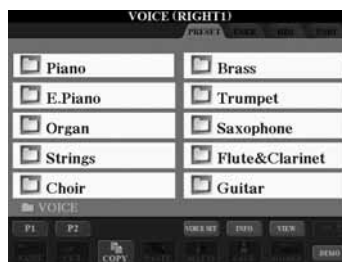 VOICE (RIGHT1)
PRESET USER
Piano
Brass
E.Piano
Trumpet
Organ
Saxophone
Strings
Flute&Clarinet
Choir
Guitar
VOICE
P1 P2 VOICE SET INFO VIEW
COPY DEMO